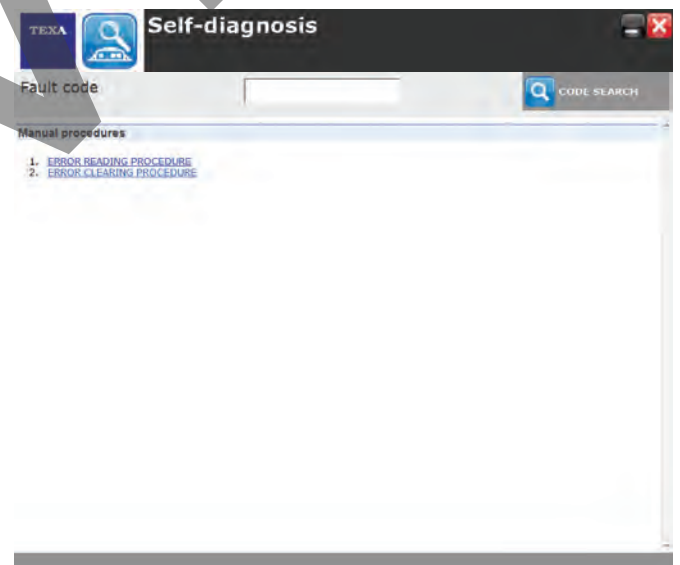 TEXA
Self-diagnosis
Fault code
CODE SEARCH
Manual procedures
1. ERROR READING PROCEDURE
2. ERROR CLEARING PROCEDURE